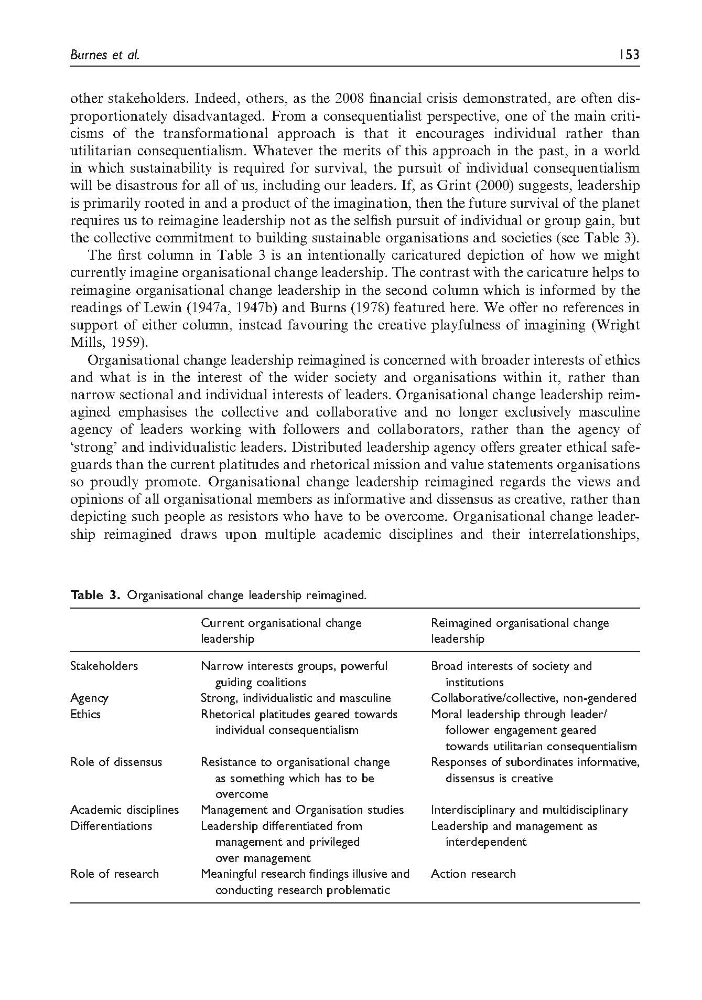 Burnes et al. 153
other stakeholders. Indeed, others, as the 2008 financial crisis demonstrated, are often dis-
proportionately disadvantaged. From a consequentialist perspective, one of the main criti-
cisms of the transformational approach is that it encourages individual rather than
utilitarian consequentialism. Whatever the merits of this approach in the past, in a world
in which sustainability is required for survival, the pursuit of individual consequentialism
will be disastrous for all of us, including our leaders. If, as Grint (2000) suggests, leadership
is primarily rooted in and a product of the imagination, then the future survival of the planet
requires us to reimagine leadership not as the selfish pursuit of individual or group gain, but
the collective commitment to building sustainable organisations and societies (see Table 3).
The first column in Table 3 is an intentionally caricatured depiction of how we might
currently imagine organisational change leadership. The contrast with the caricature helps to
reimagine organisational change leadership in the second column which is informed by the
readings of Lewin (1947a, 1947b) and Burns (1978) featured here. We offer no references in
support of either column, instead favouring the creative playfulness of imagining (Wright
Mills, 1959).
Organisational change leadership reimagined is concerned with broader interests of ethics
and what is in the interest of the wider society and organisations within it, rather than
narrow sectional and individual interests of leaders. Organisational change leadership reim-
agined emphasises the collective and collaborative and no longer exclusively masculine
agency of leaders working with followers and collaborators, rather than the agency of
‘strong’ and individualistic leaders. Distributed leadership agency offers greater ethical safe-
guards than the current platitudes and rhetorical mission and value statements organisations
so proudly promote. Organisational change leadership reimagined regards the views and
opinions of all organisational members as informative and dissensus as creative, rather than
depicting such people as resistors who have to be overcome. Organisational change leader-
ship reimagined draws upon multiple academic disciplines and their interrelationships,
Table 3. Organisational change leadership reimagined.
Current organisational change Reimagined organisational change
leadership leadership
Stakeholders Narrow interests groups, powerful Broad interests of society and
guiding coalitions institutions
Agency Strong, individualistic and masculine Collaborative/collective, non-gendered
Ethics Rhetorical platitudes geared towards Moral leadership through leader/
individual consequentialism follower engagement geared
towards utilitarian consequentialism
Role of dissensus Resistance to organisational change Responses of subordinates informative,
as something which has to be dissensus is creative
overcome
Academic disciplines Management and Organisation studies Interdisciplinary and multidisciplinary
Differentiations Leadership differentiated from Leadership and management as
management and privileged interdependent
over management
Role of research Meaningful research findings illusive and Action research
conducting research problematic